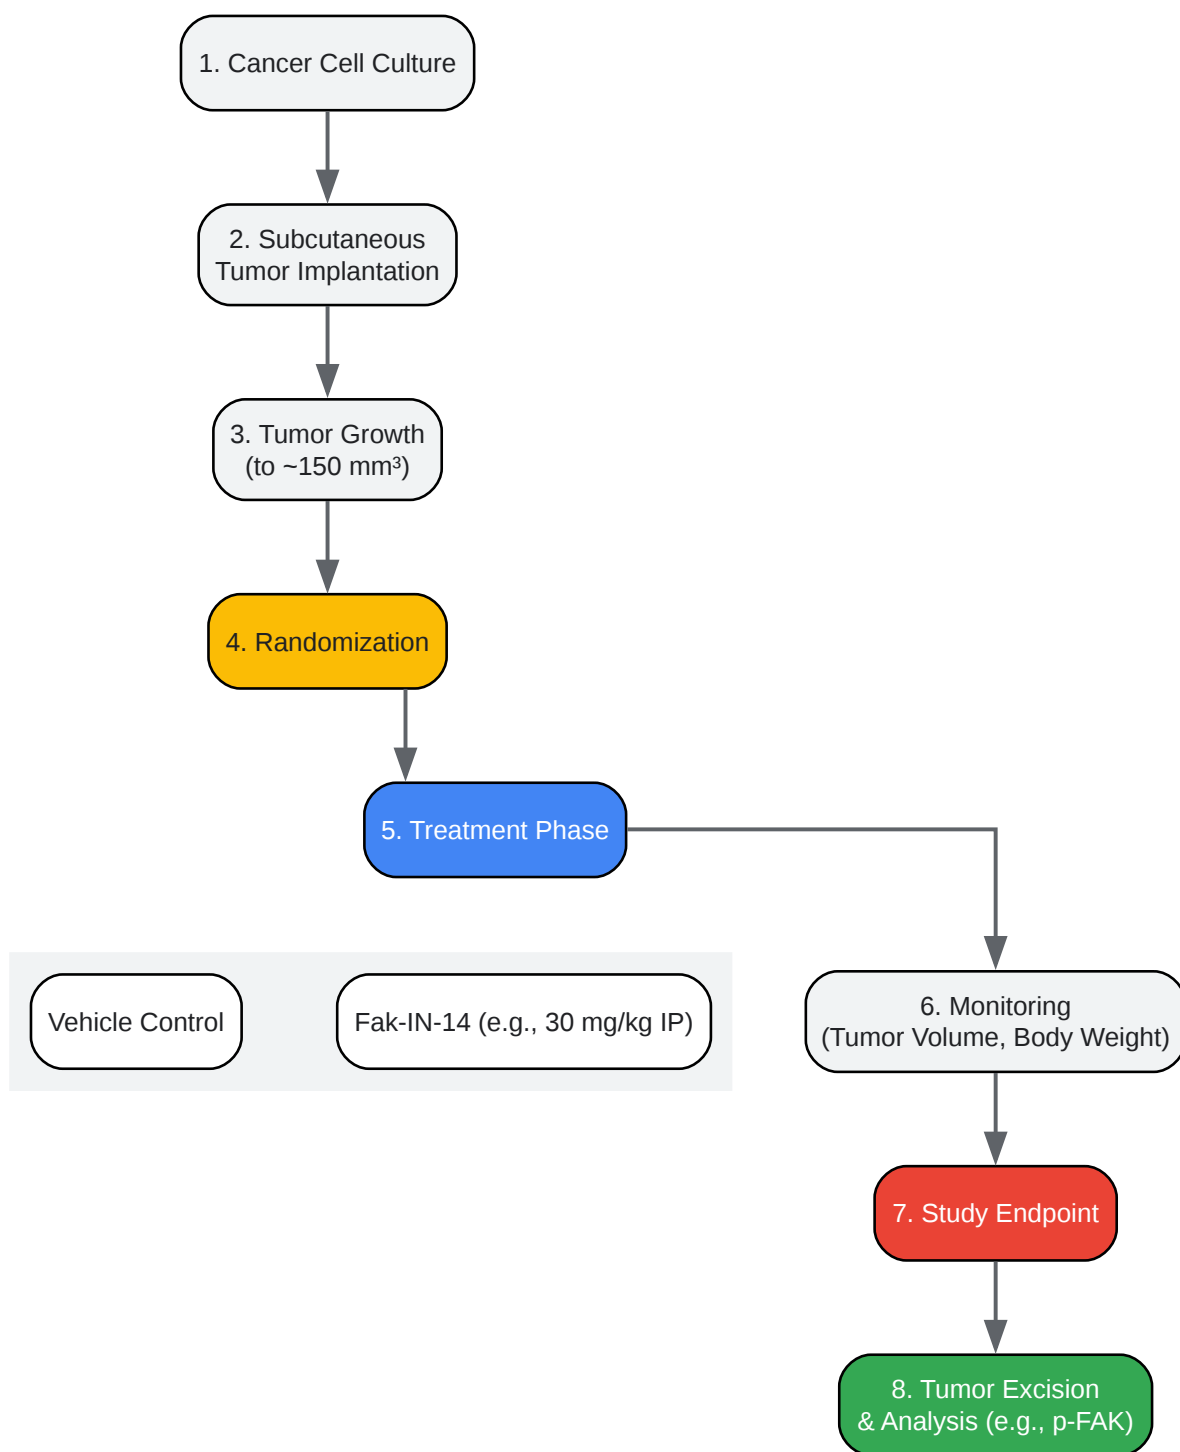 1. Cancer Cell Culture
2. Subcutaneous
Tumor Implantation
3. Tumor Growth
(to ~150 mm³)
4. Randomization
5. Treatment Phase
Vehicle Control
Fak-IN-14 (e.g., 30 mg/kg IP)
6. Monitoring
(Tumor Volume, Body Weight)
7. Study Endpoint
8. Tumor Excision
& Analysis (e.g., p-FAK)